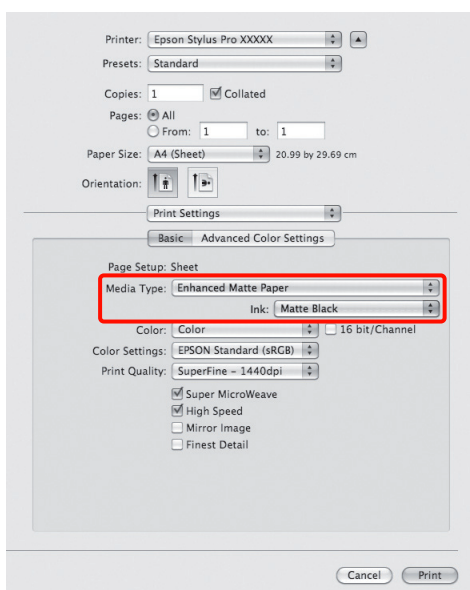 Printer: Epson Stylus Pro XXXXX
Presets: Standard
Copies: 1 Collated
Pages: All
From: 1 to: 1
Paper Size: A4 (Sheet) 20.99 by 29.69 cm
Orientation:
Print Settings
Basic Advanced Color Settings
Page Setup: Sheet
Media Type: Enhanced Matte Paper
Ink: Matte Black
Color: Color 16 bit/Channel
Color Settings: EPSON Standard (sRGB)
Print Quality: SuperFine – 1440dpi
Super MicroWeave
High Speed
Mirror Image
Finest Detail
Cancel Print